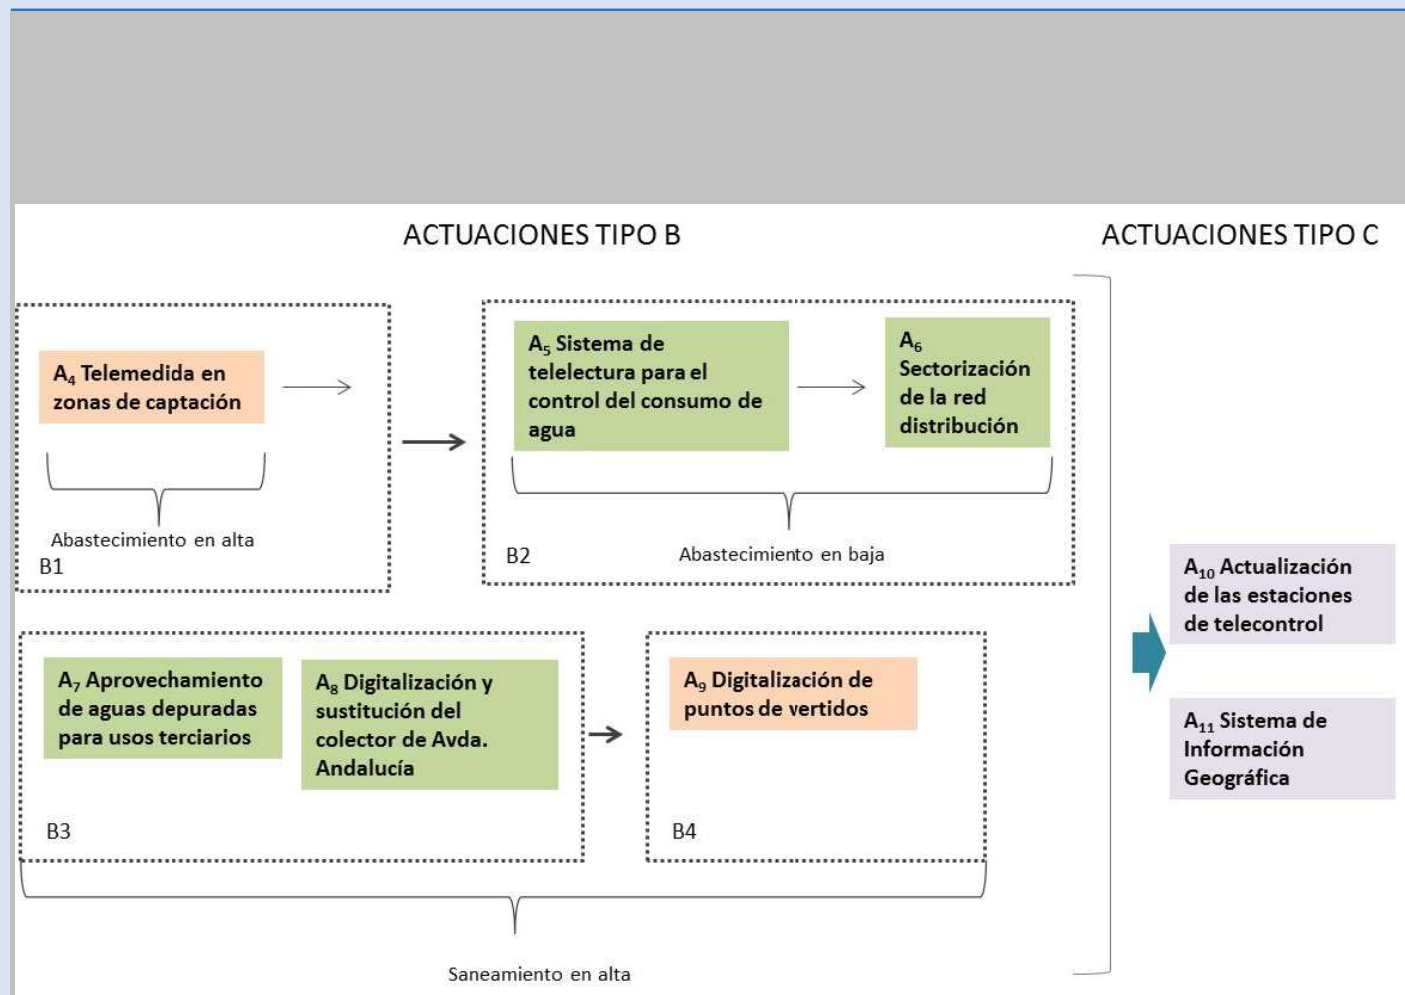 ACTUACIONES TIPO B
ACTUACIONES TIPO C
A4 Telemedida en
zonas de captación
Abastecimiento en alta
B1
A5 Sistema de
telelectura para el
control del consumo de
agua
A6
Sectorización
de la red
distribución
Abastecimiento en baja
B2
A7 Aprovechamiento
de aguas depuradas
para usos terciarios
A8 Digitalización y
sustitución del
colector de Avda.
Andalucía
B3
A9 Digitalización de
puntos de vertidos
B4
Saneamiento en alta
A10 Actualización
de las estaciones
de telecontrol
A11 Sistema de
Información
Geográfica